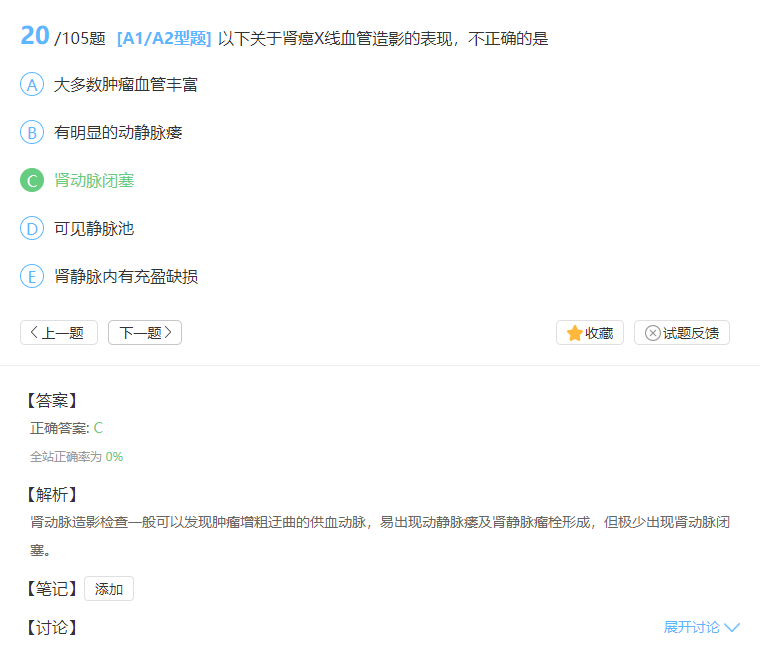 20 /105题 [A1/A2型题] 以下关于肾癌X线血管造影的表现，不正确的是
A 大多数肿瘤血管丰富
B 有明显的动静脉瘘
C 肾动脉闭塞
D 可见静脉池
E 肾静脉内有充盈缺损
上一题 下一题 收藏 试题反馈
【答案】
正确答案: C
全站正确率为 0%
【解析】
肾动脉造影检查一般可以发现肿瘤增粗迂曲的供血动脉，易出现动静脉瘘及肾静脉瘤栓形成，但极少出现肾动脉闭
塞。
【笔记】 添加
【讨论】 展开讨论